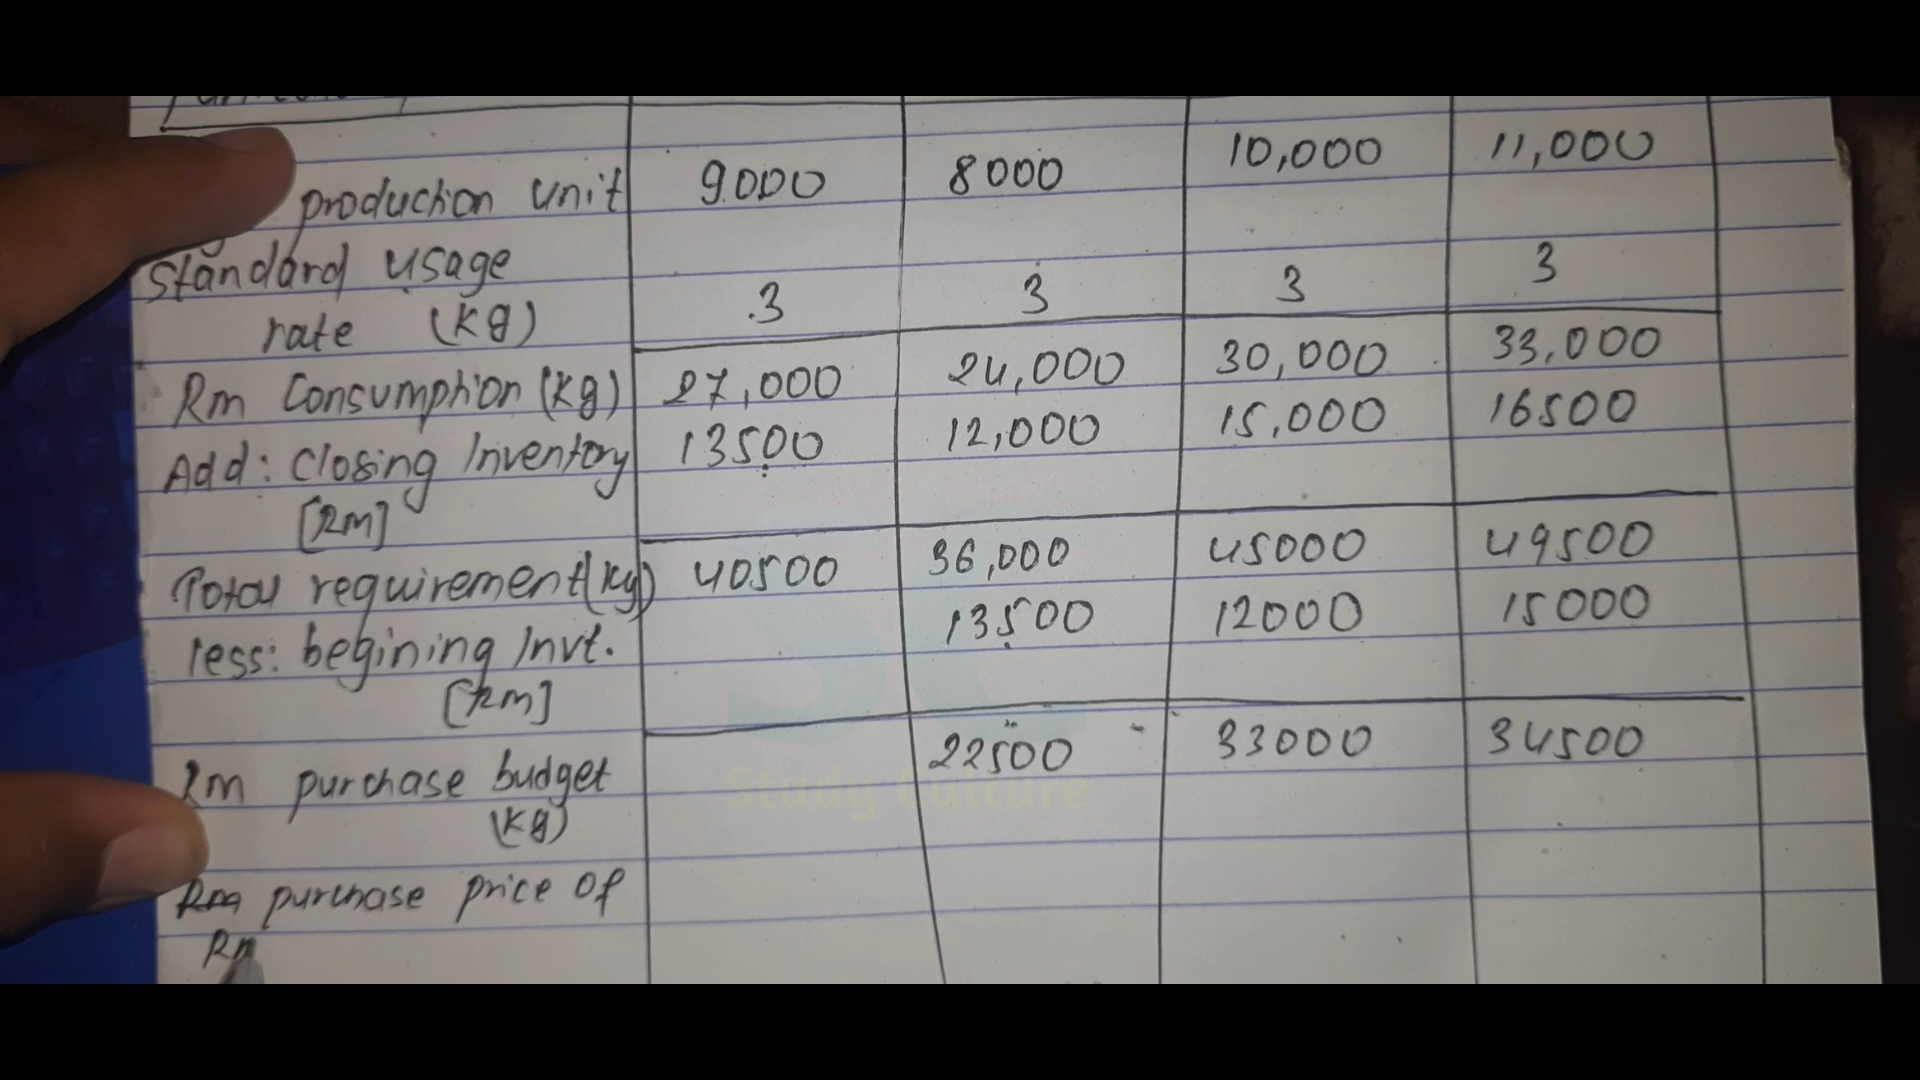 production unit 9000 8000 10,000 11,000
standard usage
rate (kg) 3 3 3 3
Rm Consumption (kg) 27,000 24,000 30,000 33,000
Add: Closing Inventory 13500 12,000 15,000 16500
[Rm]
Total requirement (kg) 40500 36,000 45000 49500
less: begining Invt. 13500 12000 15000
[Rm]
Rm purchase budget 22500 33000 34500
(kg)
purchase price of
Rm
Study Culture